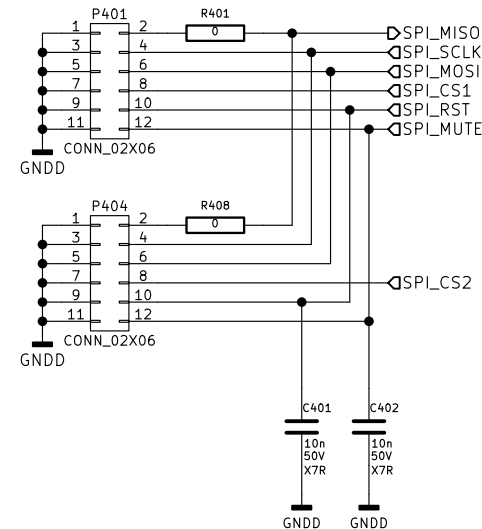 P401
R401
1 2 0 SPI_MISO
3 4 SPI_SCLK
5 6 SPI_MOSI
7 8 SPI_CS1
9 10 SPI_RST
11 12 SPI_MUTE
CONN_02X06
GNDD
P404
R408
1 2 0
3 4
5 6
7 8 SPI_CS2
9 10
11 12
CONN_02X06
GNDD
C401 C402
10n 10n
50V 50V
X7R X7R
GNDD GNDD